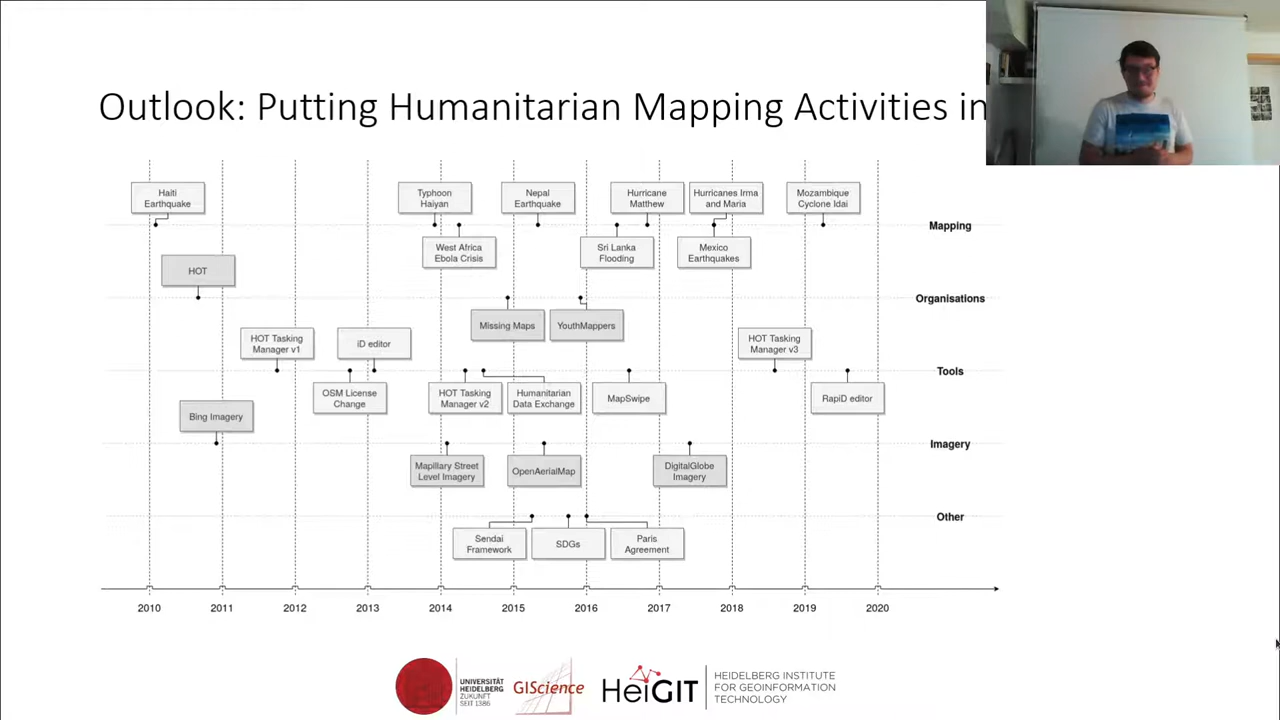 Outlook: Putting Humanitarian Mapping Activities in
Haiti
Earthquake
Typhoon
Haiyan
Nepal
Earthquake
Hurricane
Matthew
Hurricanes Irma
and Maria
Mozambique
Cyclone Idai
Mapping
West Africa
Ebola Crisis
Sri Lanka
Flooding
Mexico
Earthquakes
HOT
Organisations
Missing Maps
YouthMappers
HOT Tasking
Manager v1
iD editor
HOT Tasking
Manager v3
Tools
OSM License
Change
HOT Tasking
Manager v2
Humanitarian
Data Exchange
MapSwipe
RapiD editor
Bing Imagery
Imagery
Mapillary Street
Level Imagery
OpenAerialMap
DigitalGlobe
Imagery
Other
Sendai
Framework
SDGs
Paris
Agreement
2010 2011 2012 2013 2014 2015 2016 2017 2018 2019 2020
UNIVERSITÄT
HEIDELBERG
ZUKUNFT
SEIT 1386
GIScience
HeiGIT
HEIDELBERG INSTITUTE
FOR GEOINFORMATION
TECHNOLOGY